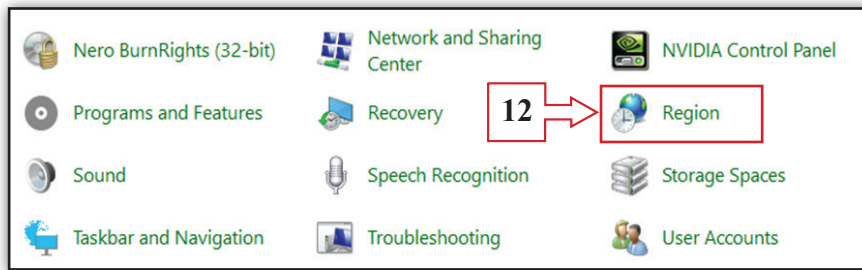 Nero BurnRights (32-bit)
Network and Sharing
Center
NVIDIA Control Panel
Programs and Features
Recovery
12
Region
Sound
Speech Recognition
Storage Spaces
Taskbar and Navigation
Troubleshooting
User Accounts